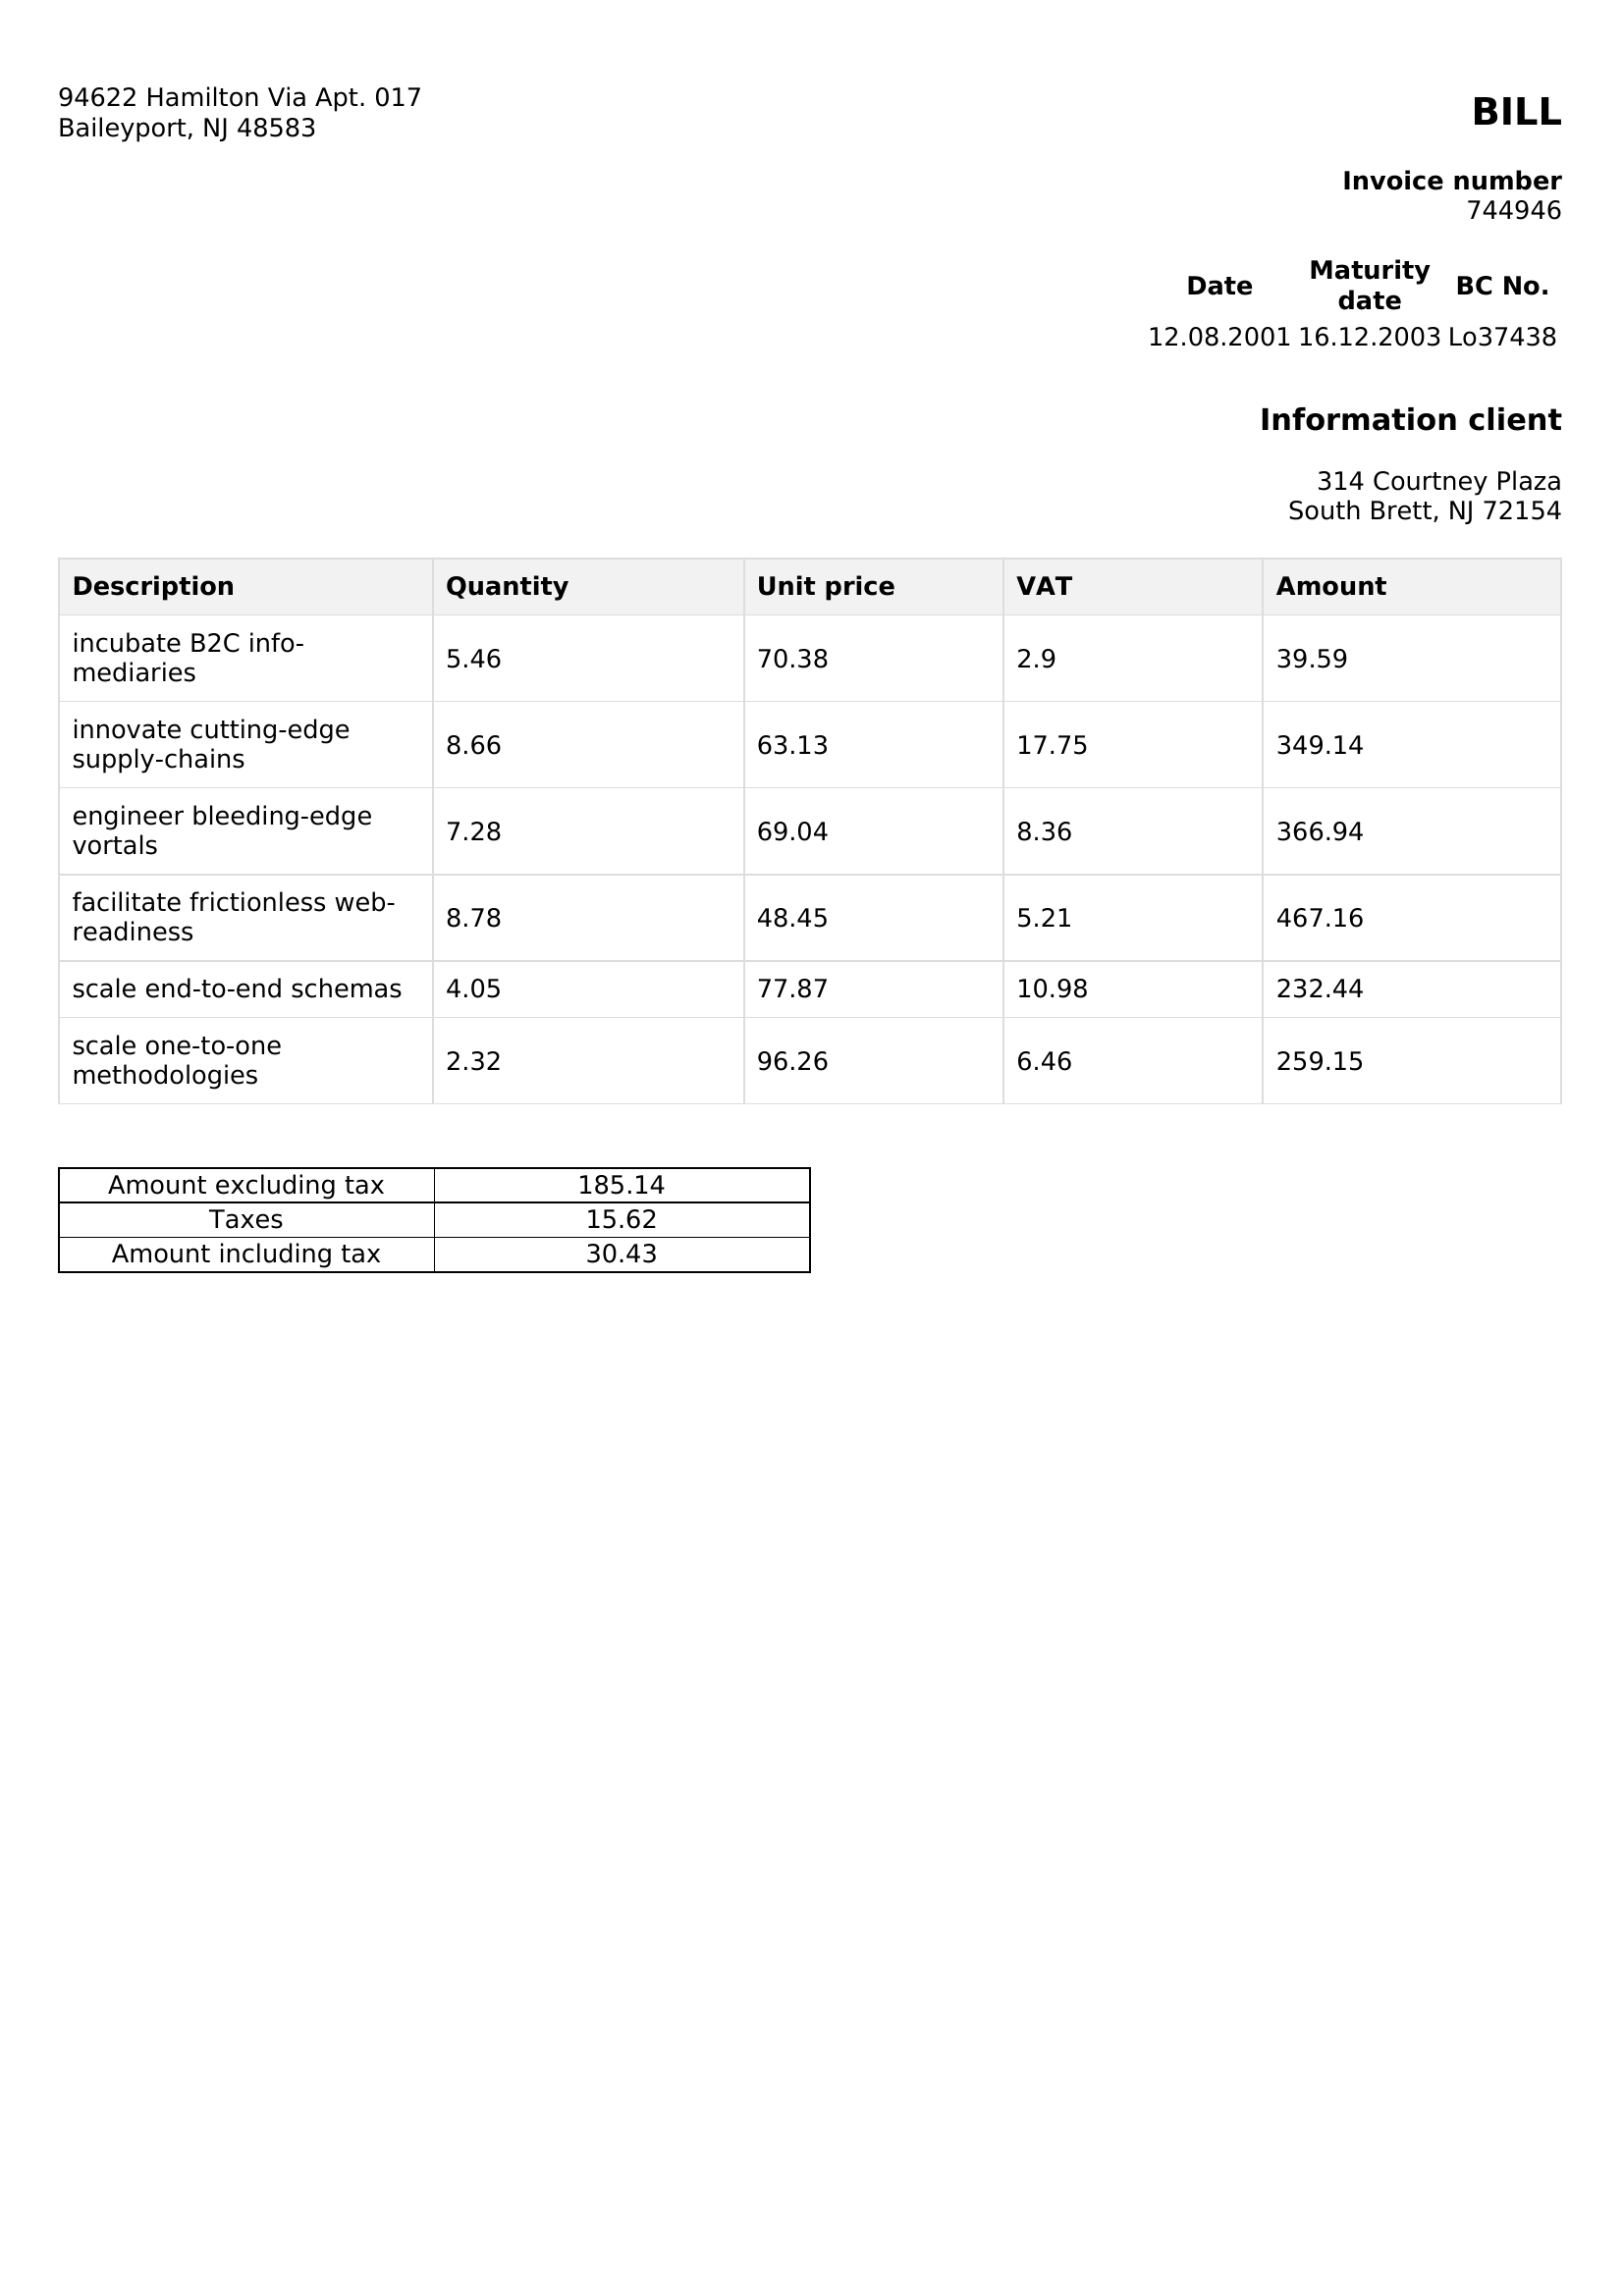 94622 Hamilton Via Apt. 017
Baileyport, NJ 48583
BILL
Invoice number
744946
Date Maturity date BC No.
12.08.2001 16.12.2003 Lo37438
Information client
314 Courtney Plaza
South Brett, NJ 72154
Description Quantity Unit price VAT Amount
incubate B2C info-
mediaries 5.46 70.38 2.9 39.59
innovate cutting-edge
supply-chains 8.66 63.13 17.75 349.14
engineer bleeding-edge
vortals 7.28 69.04 8.36 366.94
facilitate frictionless web-
readiness 8.78 48.45 5.21 467.16
scale end-to-end schemas 4.05 77.87 10.98 232.44
scale one-to-one
methodologies 2.32 96.26 6.46 259.15
Amount excluding tax 185.14
Taxes 15.62
Amount including tax 30.43